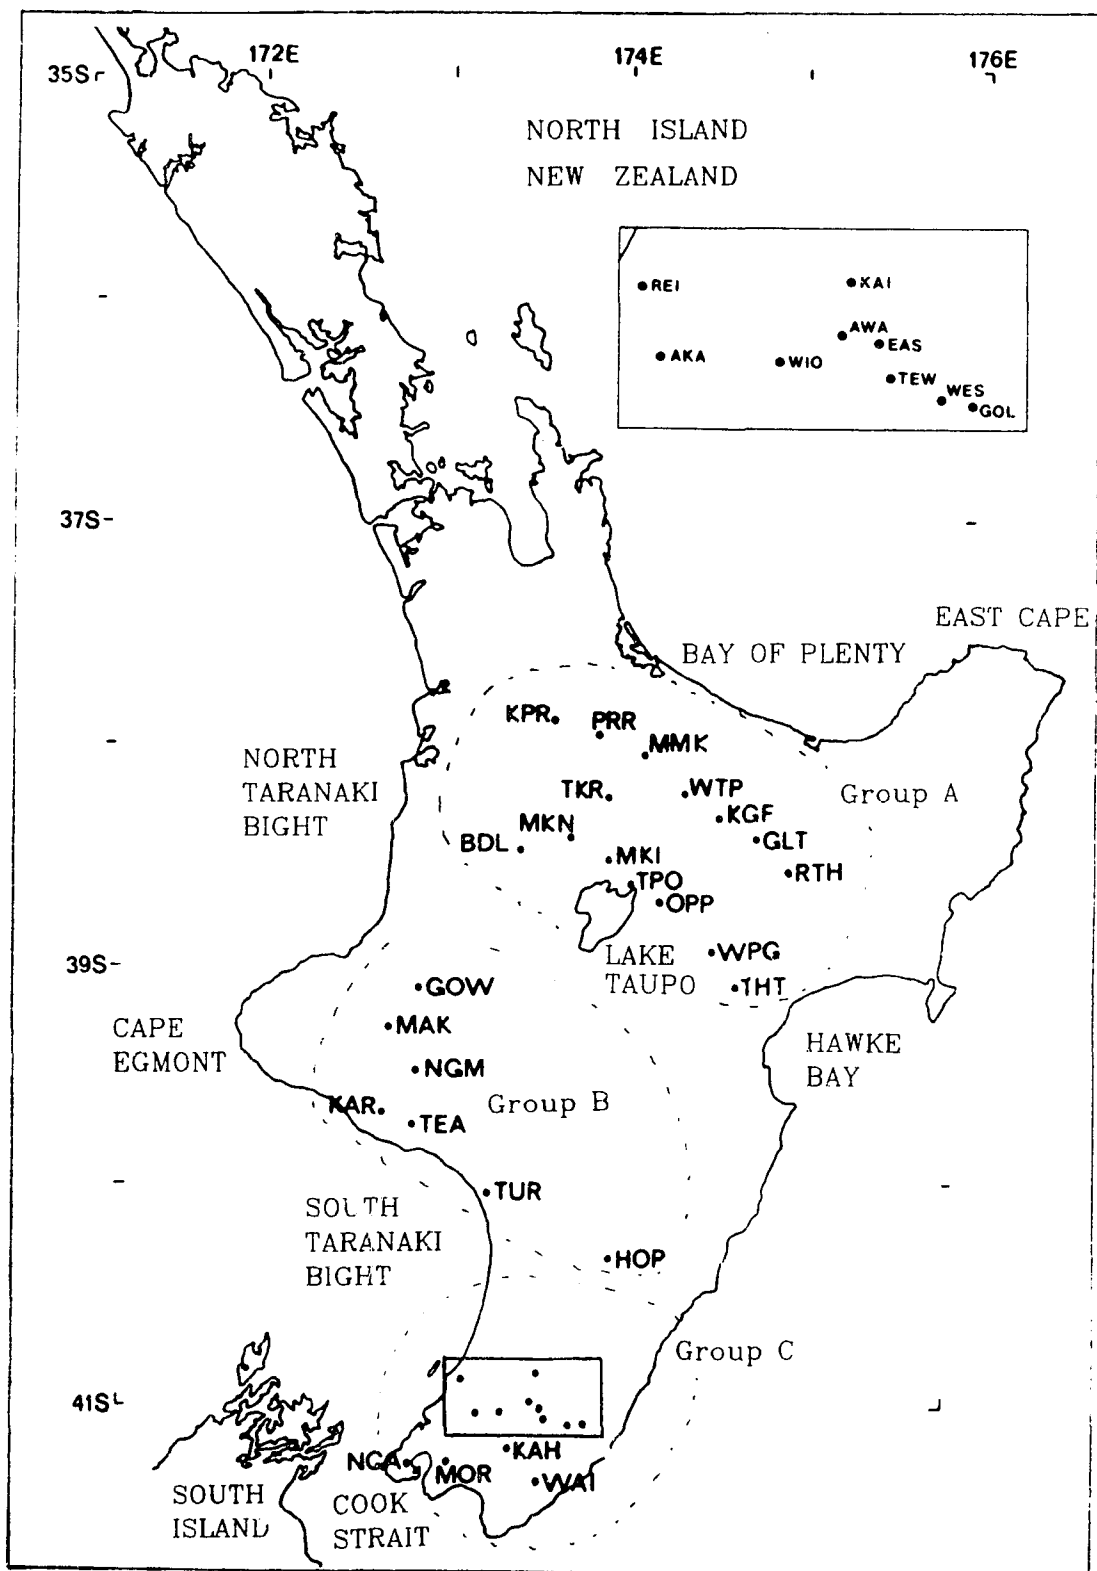 172E 174E 176E
35S
NORTH ISLAND
NEW ZEALAND
REI KAI
AWA
EAS
AKA WIO
TEW
WES
GOL
37S
EAST CAPE
BAY OF PLENTY
KPR PRR
MMK
NORTH
TARANAKI
BIGHT
TKR WTP Group A
MKN KGF
BDL GLT
MKI RTH
TPO
OPP
39S
LAKE
TAUPO
WPG
GOW THT
CAPE
EGMONT
MAK
HAWKE
BAY
NGM
KAR Group B
TEA
TUR
SOUTH
TARANAKI
BIGHT
HOP
Group C
41S
KAH
NGA MOR
WAI
SOUTH
ISLAND
COOK
STRAIT